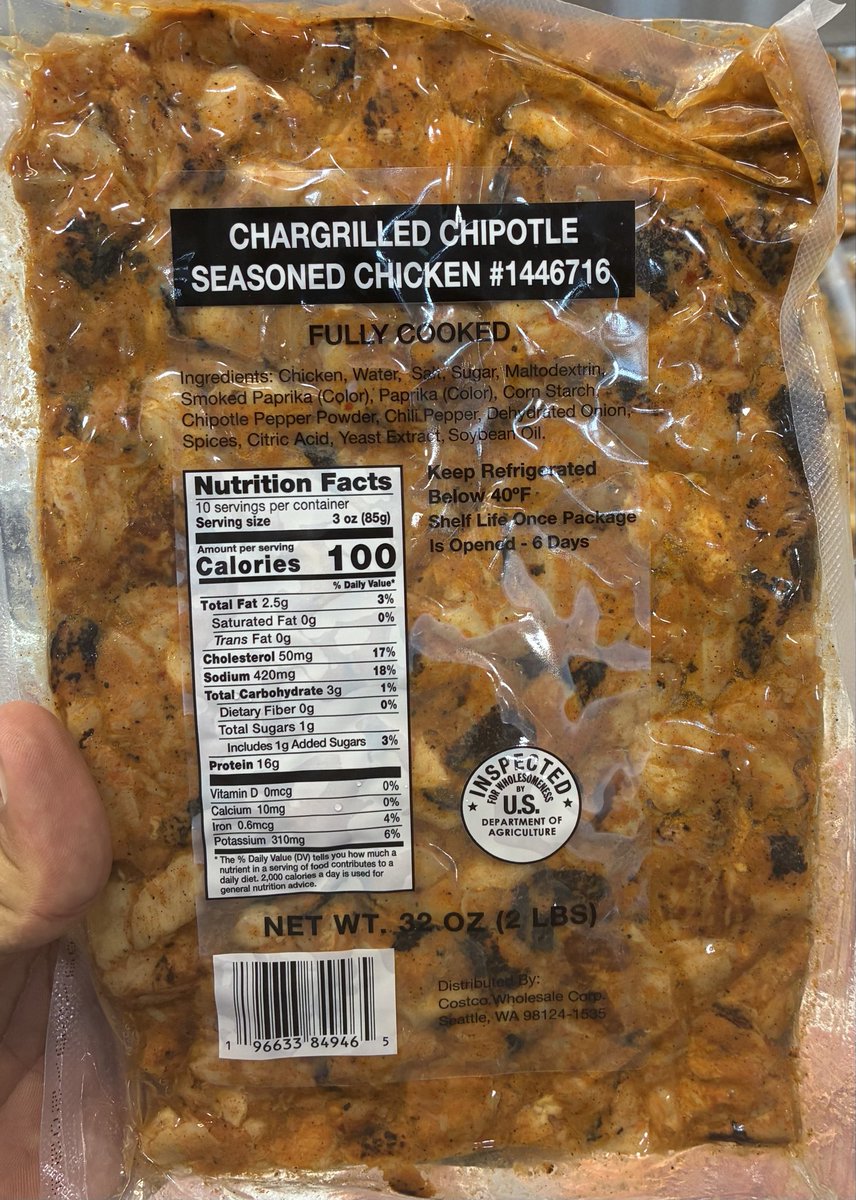 CHARGRILLED CHIPOTLE
SEASONED CHICKEN #1446716
FULLY COOKED
Ingredients: Chicken, Water, Salt, Sugar, Maltodextrin,
Smoked Paprika (Color), Paprika (Color), Corn Starch,
Chipotle Pepper Powder, Chili Pepper, Dehydrated Onion,
Spices, Citric Acid, Yeast Extract, Soybean Oil.
Nutrition Facts
10 servings per container
Serving size 3 oz (85g)
Amount per serving
Calories 100
% Daily Value*
Total Fat 2.5g 3%
Saturated Fat 0g 0%
Trans Fat 0g
Cholesterol 50mg 17%
Sodium 420mg 18%
Total Carbohydrate 3g 1%
Dietary Fiber 0g 0%
Total Sugars 1g
Includes 1g Added Sugars 3%
Protein 16g
Vitamin D 0mcg 0%
Calcium 10mg 0%
Iron 0.6mcg 4%
Potassium 310mg 6%
* The % Daily Value (DV) tells you how much a
nutrient in a serving of food contributes to a
daily diet. 2,000 calories a day is used for
general nutrition advice.
Keep Refrigerated
Below 40ºF
Shelf Life Once Package
Is Opened - 6 Days
INSPECTED
FOR WHOLESOMENESS
BY
U.S.
DEPARTMENT OF
AGRICULTURE
NET WT. 32 OZ (2 LBS)
1 96633 84946 5
Distributed By:
Costco Wholesale Corp.
Seattle, WA 98124-1535